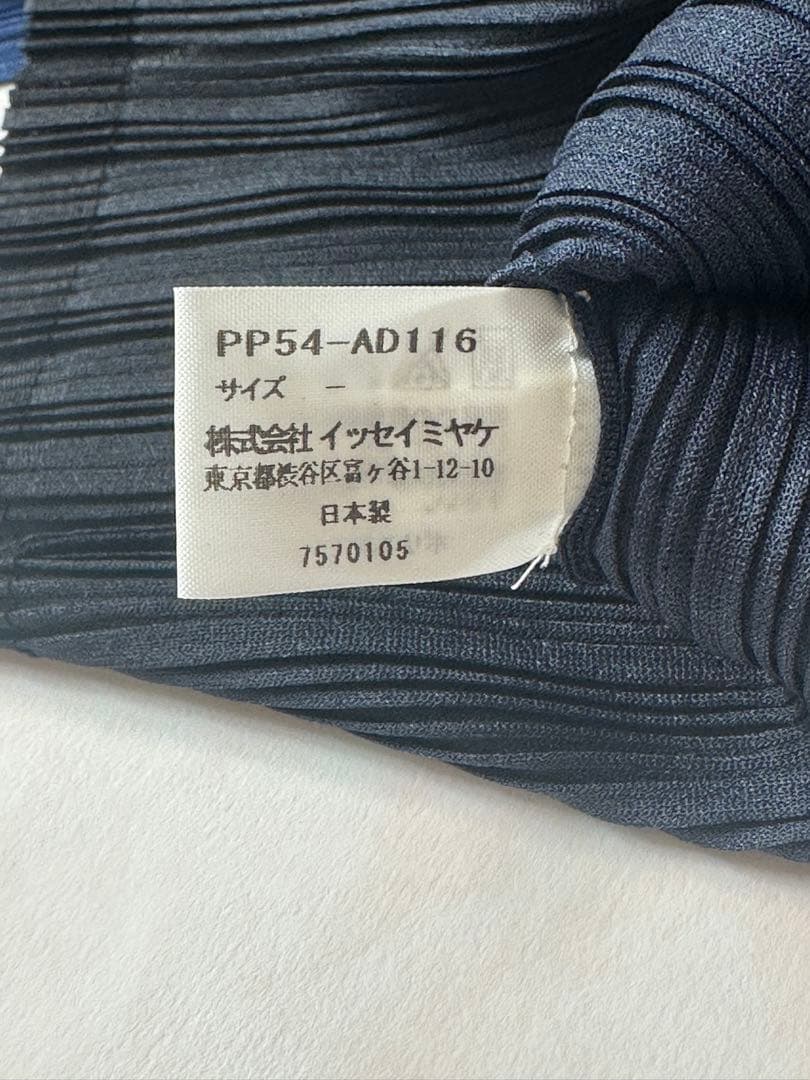 PP54-AD116
サイズ －
株式会社イッセイミヤケ
東京都渋谷区富ヶ谷1-12-10
日本製
7570105